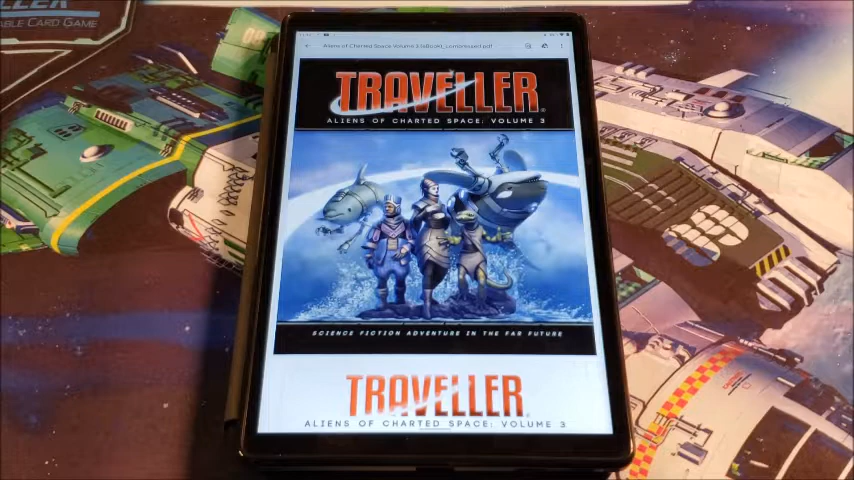 ABLE CARD GAME
Aliens of Charted Space Volume 3
TRAVELLER
ALIENS OF CHARTED SPACE: VOLUME 3
SCIENCE FICTION ADVENTURE IN THE FAR FUTURE
TRAVELLER
ALIENS OF CHARTED SPACE: VOLUME 3